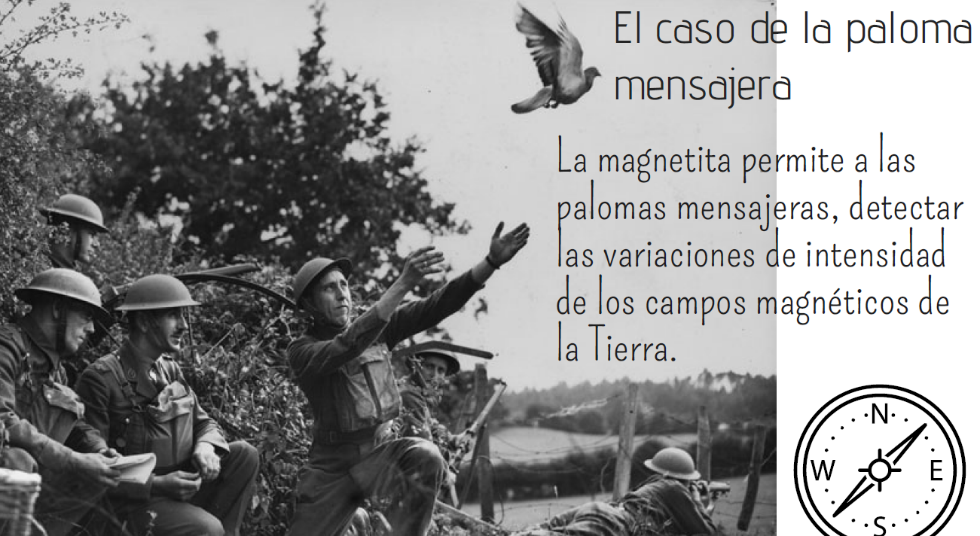 El caso de la paloma
mensajera
La magnetita permite a las
palomas mensajeras, detectar
las variaciones de intensidad
de los campos magnéticos de
la Tierra.
N
W
E
S